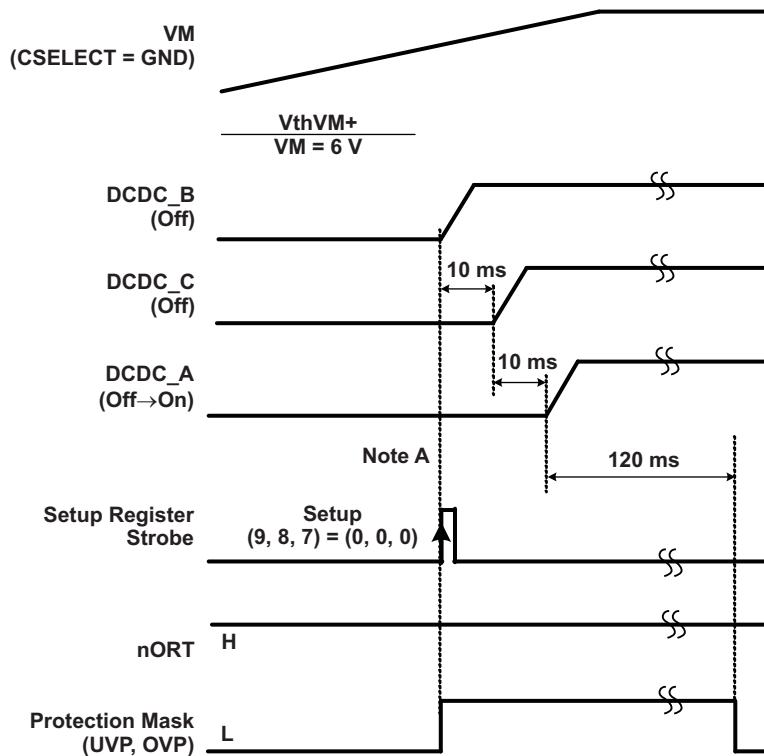 VM
(CSELECT = GND)
VthVM+
VM = 6 V
DCDC_B
(Off)
10 ms
DCDC_C
(Off)
10 ms
DCDC_A
(Off→On)
Note A
120 ms
Setup Register
Strobe
Setup
(9, 8, 7) = (0, 0, 0)
nORT
H
Protection Mask
(UVP, OVP)
L